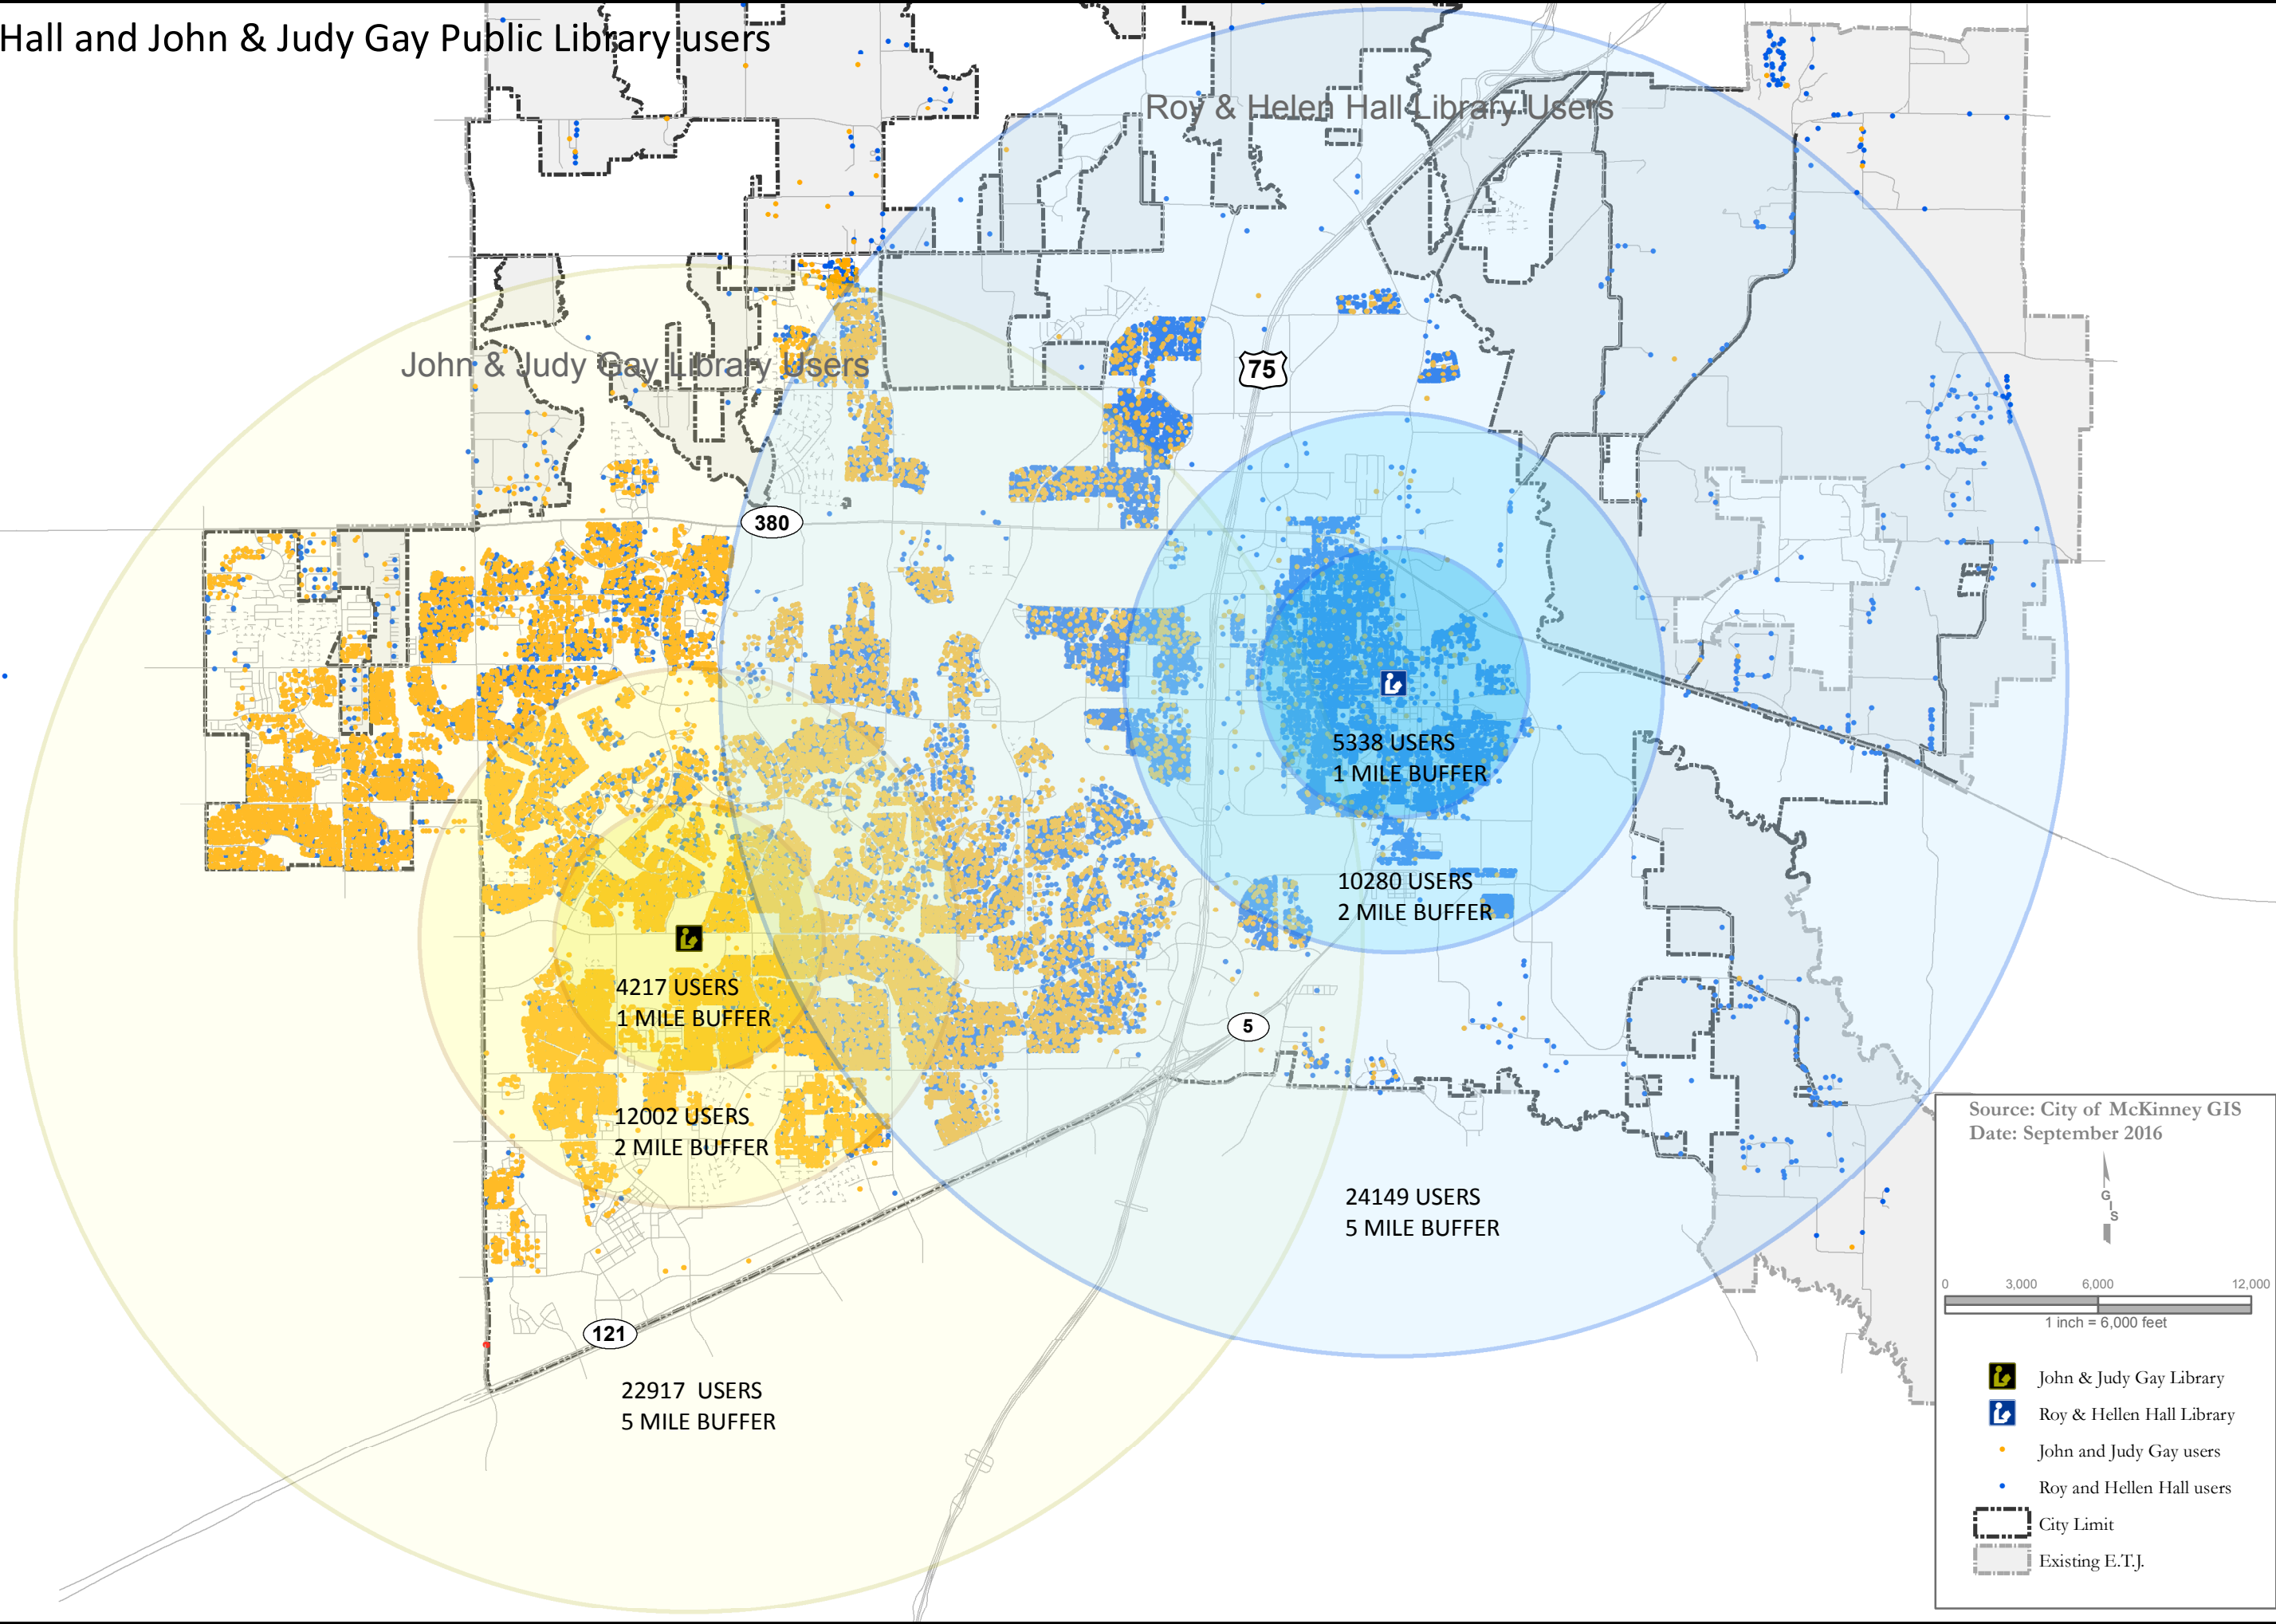 Hall and John & Judy Gay Public Library users
Roy & Helen Hall Library Users
John & Judy Gay Library Users
75
380
5338 USERS
1 MILE BUFFER
10280 USERS
2 MILE BUFFER
4217 USERS
1 MILE BUFFER
5
12002 USERS
2 MILE BUFFER
24149 USERS
5 MILE BUFFER
121
22917  USERS
5 MILE BUFFER
Source: City of McKinney GIS
Date: September 2016
G
I
S
0 3,000 6,000 12,000
1 inch = 6,000 feet
John & Judy Gay Library
Roy & Hellen Hall Library
John and Judy Gay users
Roy and Hellen Hall users
City Limit
Existing E.T.J.